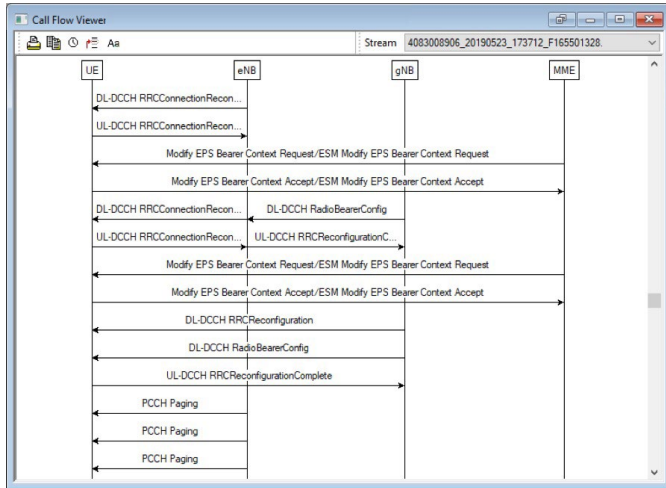 Call Flow Viewer
Aa
Stream 4083008906_20190523_173712_F165501328.
UE eNB gNB MME
DL-DCCH RRCConnectionRecon...
UL-DCCH RRCConnectionRecon...
Modify EPS Bearer Context Request/ESM Modify EPS Bearer Context Request
Modify EPS Bearer Context Accept/ESM Modify EPS Bearer Context Accept
DL-DCCH RRCConnectionRecon... DL-DCCH RadioBearerConfig
UL-DCCH RRCConnectionRecon... UL-DCCH RRCReconfigurationC...
Modify EPS Bearer Context Request/ESM Modify EPS Bearer Context Request
Modify EPS Bearer Context Accept/ESM Modify EPS Bearer Context Accept
DL-DCCH RRCReconfiguration
DL-DCCH RadioBearerConfig
UL-DCCH RRCReconfigurationComplete
PCCH Paging
PCCH Paging
PCCH Paging